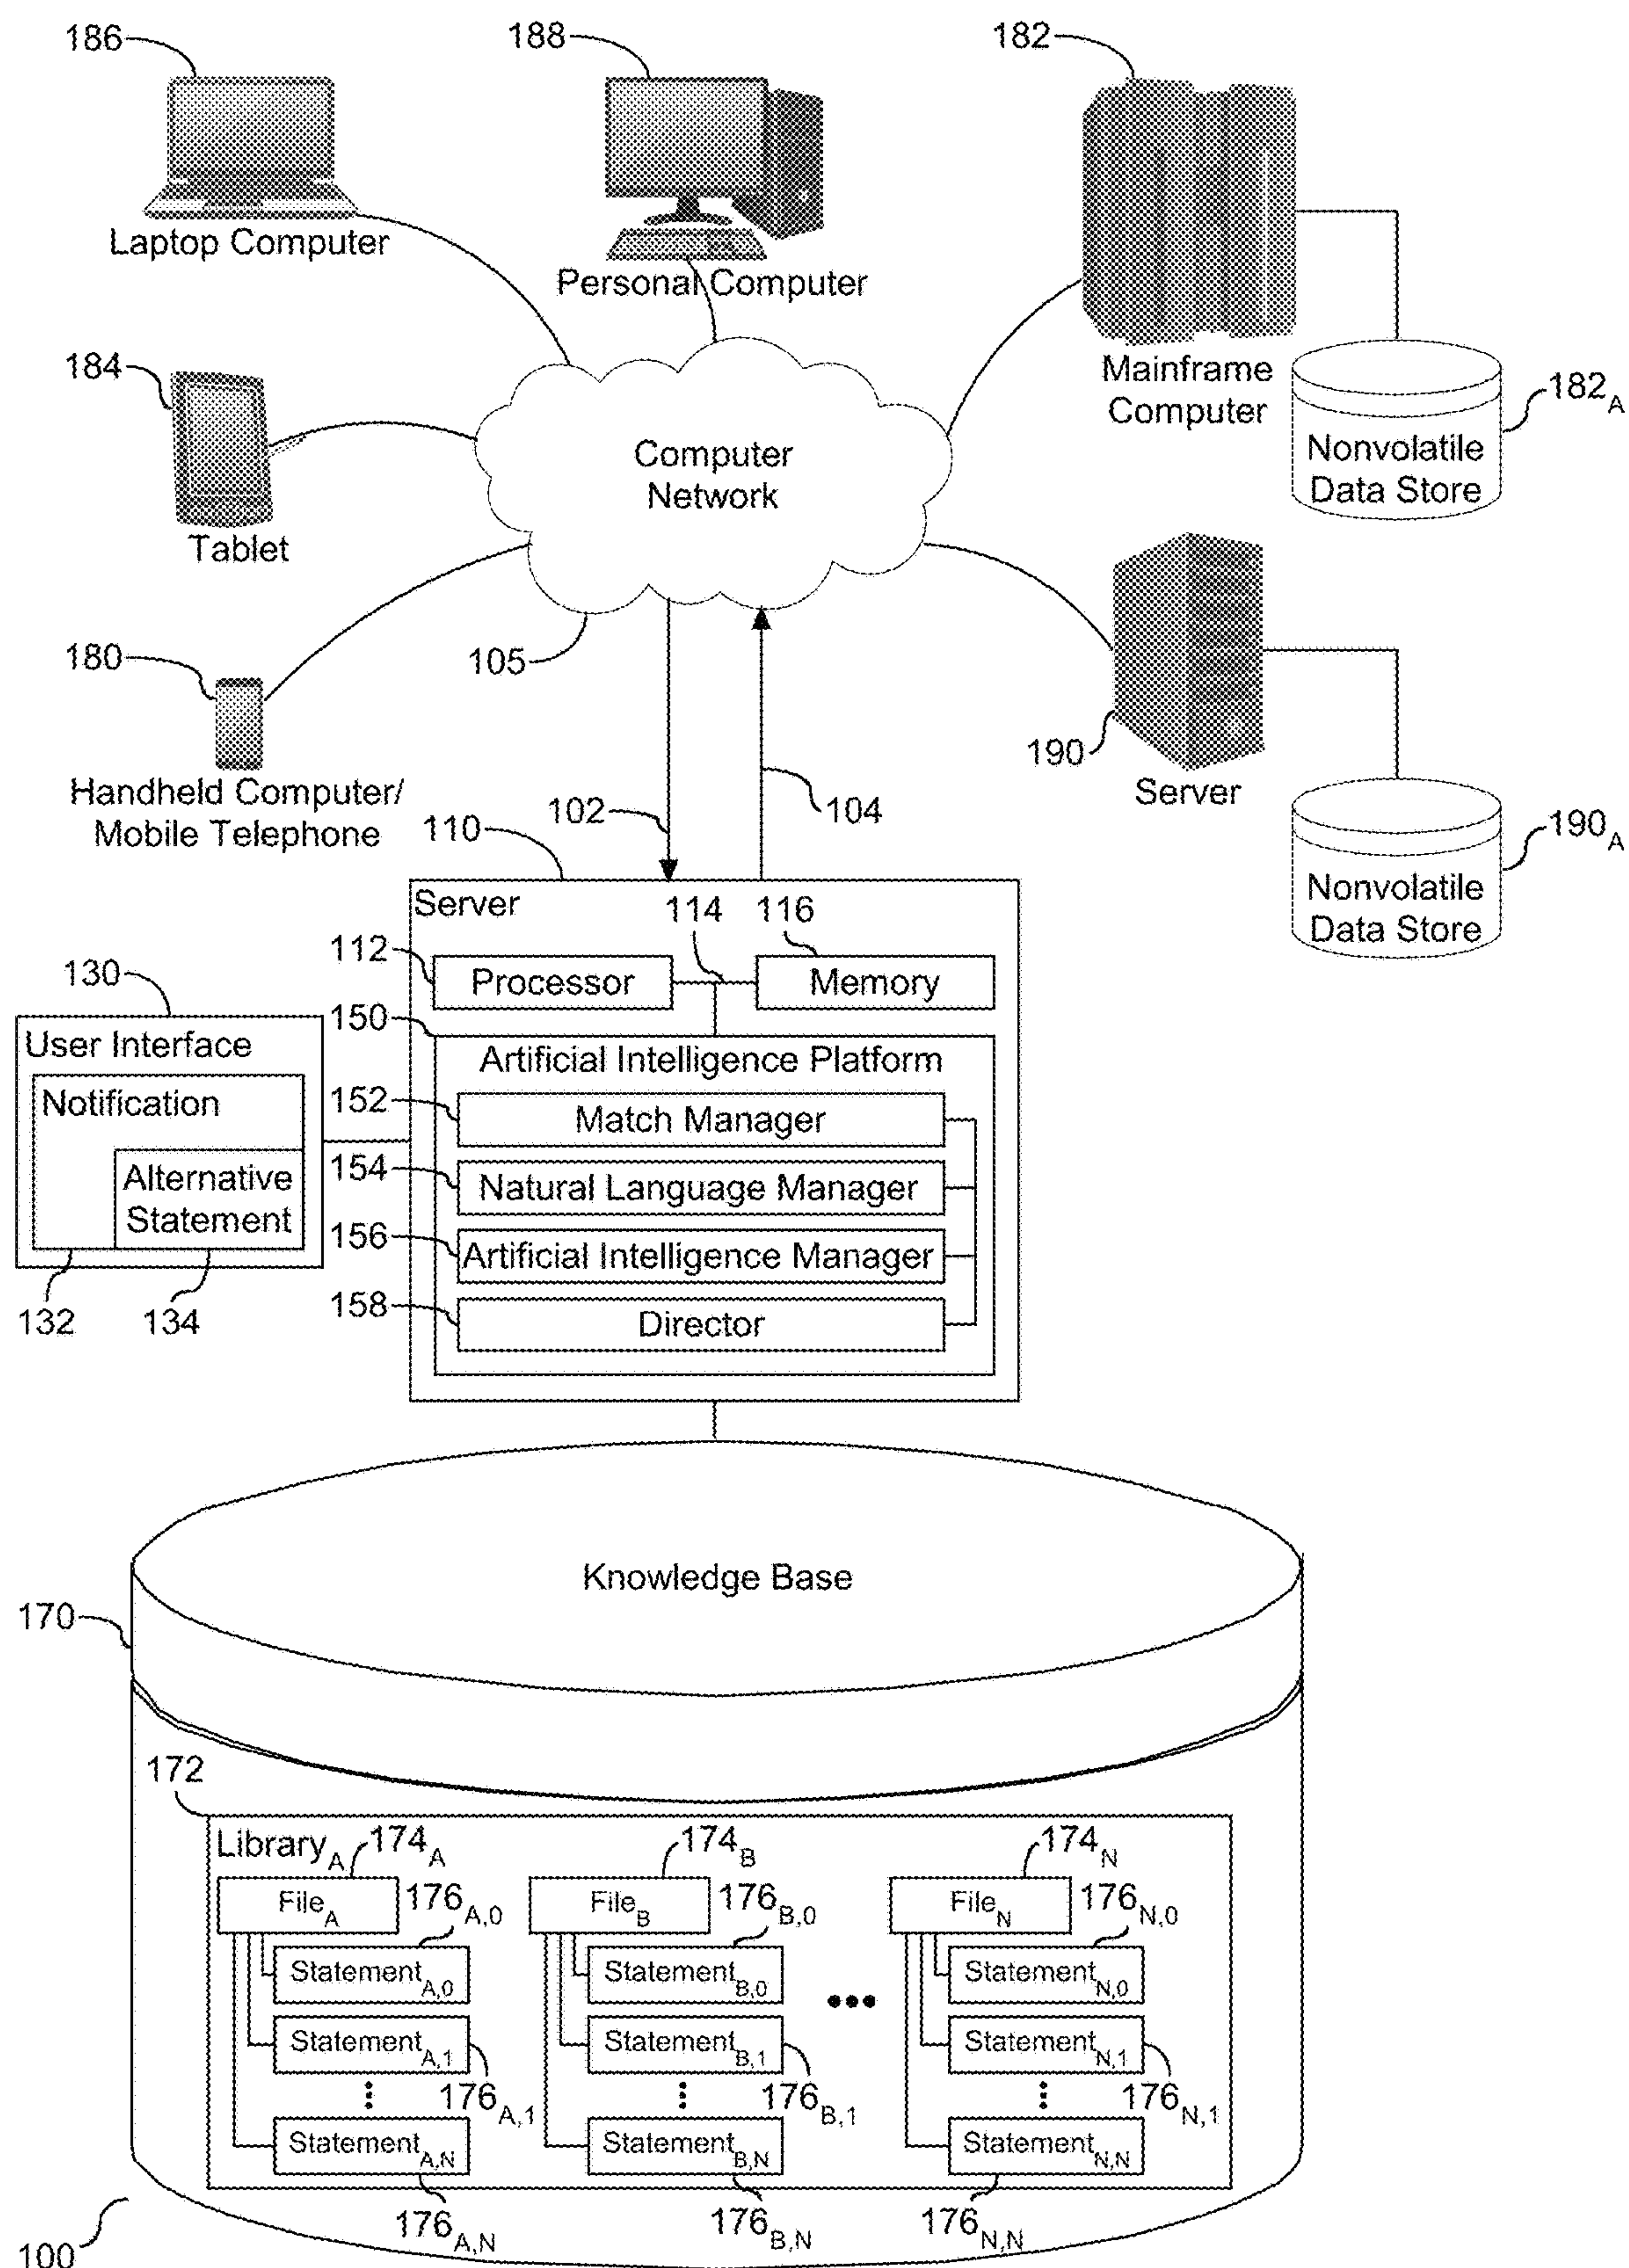 186
188
182
Laptop Computer
Personal Computer
184
Mainframe
Computer
182A
Computer
Network
Nonvolatile
Data Store
Tablet
180
105
190
Handheld Computer/
Mobile Telephone
102
104
Server
110
190A
Nonvolatile
Data Store
Server
114
116
112
Processor
Memory
130
150
User Interface
Artificial Intelligence Platform
Notification
152
Match Manager
Alternative
Statement
154
Natural Language Manager
156
Artificial Intelligence Manager
132
134
158
Director
Knowledge Base
170
172
LibraryA
174A
174B
174N
FileA
176A,0
FileB
176B,0
FileN
176N,0
StatementA,0
StatementB,0
StatementN,0
•••
StatementA,1
StatementB,1
StatementN,1
176A,1
176B,1
176N,1
StatementA,N
StatementB,N
StatementN,N
176A,N
176B,N
176N,N
100